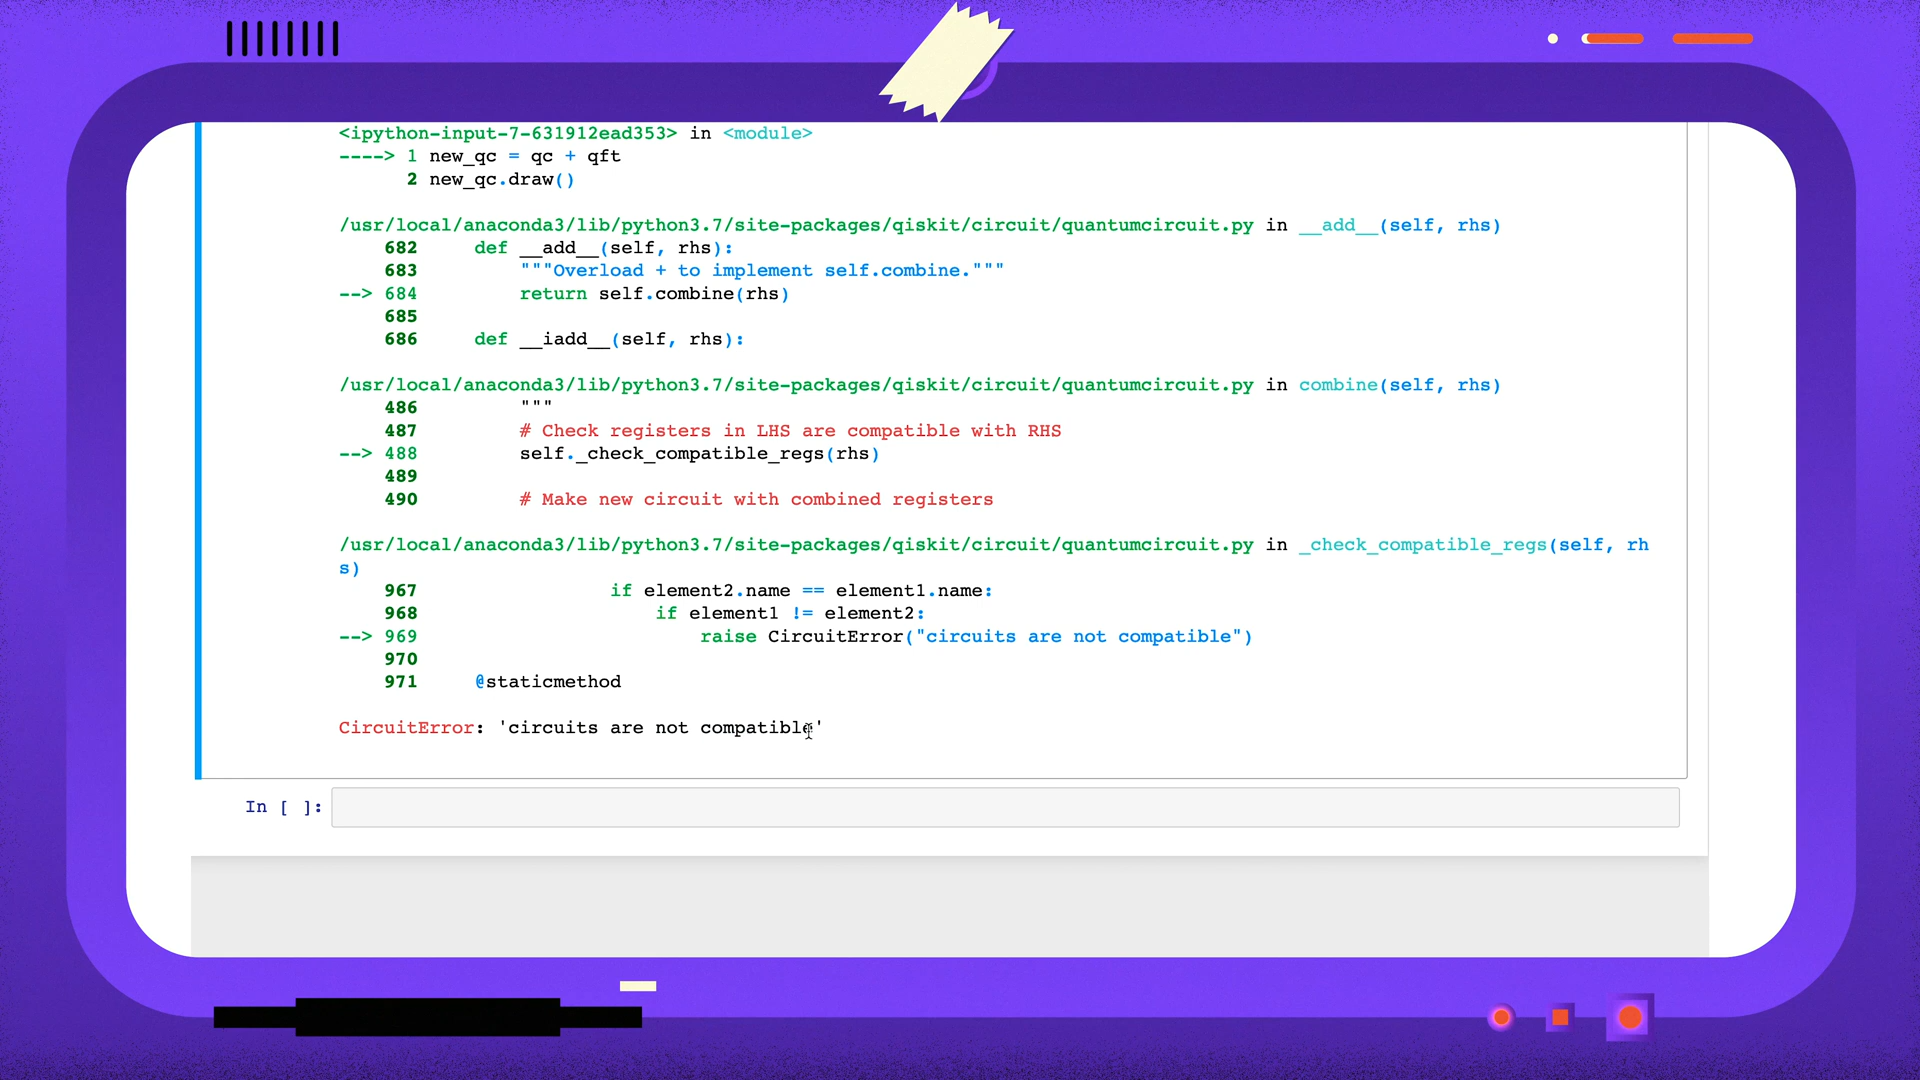 <ipython-input-7-631912ead353> in <module>
----> 1 new_qc = qc + qft
      2 new_qc.draw()
/usr/local/anaconda3/lib/python3.7/site-packages/qiskit/circuit/quantumcircuit.py in __add__(self, rhs)
    682     def __add__(self, rhs):
    683         """Overload + to implement self.combine."""
--> 684         return self.combine(rhs)
    685
    686     def __iadd__(self, rhs):
/usr/local/anaconda3/lib/python3.7/site-packages/qiskit/circuit/quantumcircuit.py in combine(self, rhs)
    486         """
    487         # Check registers in LHS are compatible with RHS
--> 488         self._check_compatible_regs(rhs)
    489
    490         # Make new circuit with combined registers
/usr/local/anaconda3/lib/python3.7/site-packages/qiskit/circuit/quantumcircuit.py in _check_compatible_regs(self, rh
s)
    967                 if element2.name == element1.name:
    968                     if element1 != element2:
--> 969                         raise CircuitError("circuits are not compatible")
    970
    971     @staticmethod
CircuitError: 'circuits are not compatible'
In [ ]: